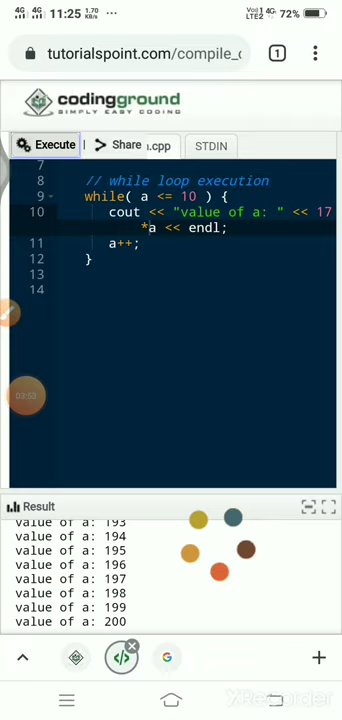 4G 4G 11:25 1.70 KB/s ... Vo)) LTE2 4G 72%
tutorialspoint.com/compile_c 1
codingground
SIMPLY EASY CODING
Execute | > Share a.cpp STDIN
7
8 // while loop execution
9 while( a <= 10 ) {
10 cout << "value of a: " << 17
*a << endl;
11 a++;
12 }
13
14
03:53
Result
value of a: 193
value of a: 194
value of a: 195
value of a: 196
value of a: 197
value of a: 198
value of a: 199
value of a: 200
</> G +
XRecorder